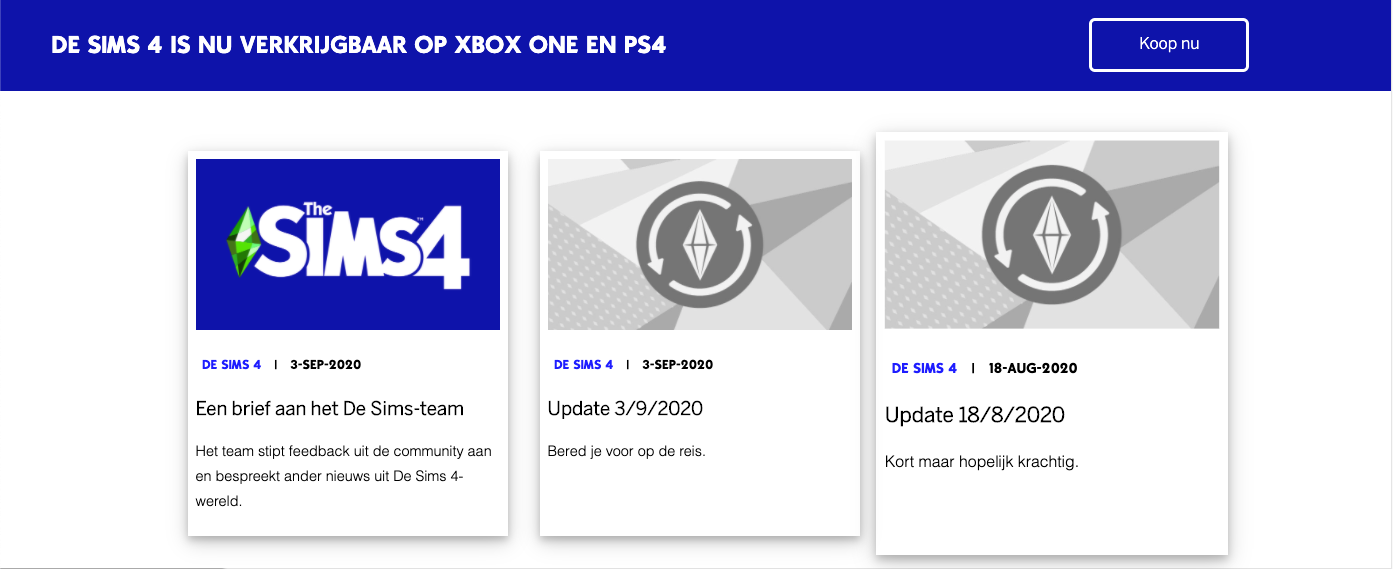 DE SIMS 4 IS NU VERKRIJGBAAR OP XBOX ONE EN PS4
Koop nu
The
SiMS4™
DE SIMS 4 | 3-SEP-2020
Een brief aan het De Sims-team
Het team stipt feedback uit de community aan
en bespreekt ander nieuws uit De Sims 4-
wereld.
DE SIMS 4 | 3-SEP-2020
Update 3/9/2020
Bered je voor op de reis.
DE SIMS 4 | 18-AUG-2020
Update 18/8/2020
Kort maar hopelijk krachtig.